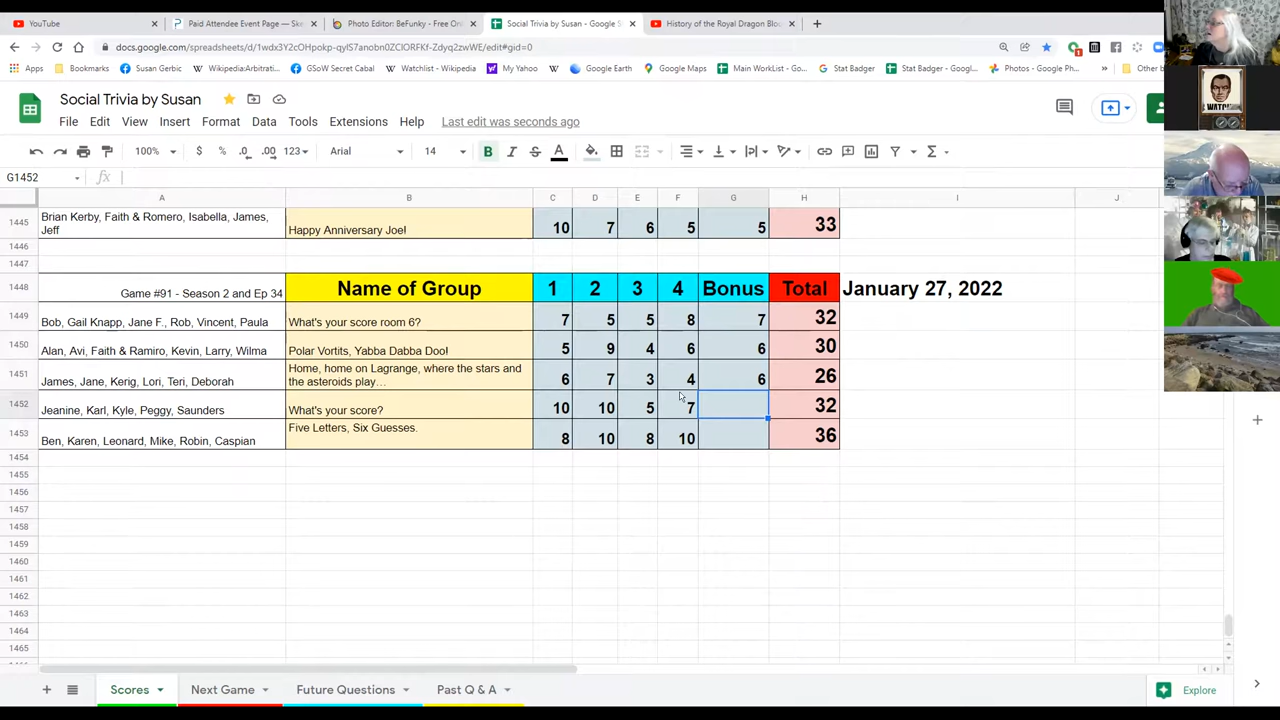 YouTube
Paid Attendee Event Page — Ske
Photo Editor: BeFunky - Free Onli
Social Trivia by Susan - Google S
History of the Royal Dragon Bloo
docs.google.com/spreadsheets/d/1wdx3Y2cOHpokp-qyIS7anobn0ZCIORFKf-Zdyq2zwWE/edit#gid=0
Apps Bookmarks Susan Gerbic Wikipedia:Arbitrati... GSoW Secret Cabal Watchlist - Wikipedi... My Yahoo Google Earth Google Maps Main WorkList - Go... Stat Badger Stat Badger - Googl... Photos - Google Ph... » Other b
Social Trivia by Susan
File Edit View Insert Format Data Tools Extensions Help Last edit was seconds ago
100% $ % .0 .00 123 Arial 14 B I S A
G1452 fx
A B C D E F G H I J
1445 Brian Kerby, Faith & Romero, Isabella, James, Jeff Happy Anniversary Joe! 10 7 6 5 5 33
1446
1447
1448 Game #91 - Season 2 and Ep 34 Name of Group 1 2 3 4 Bonus Total January 27, 2022
1449 Bob, Gail Knapp, Jane F., Rob, Vincent, Paula What's your score room 6? 7 5 5 8 7 32
1450 Alan, Avi, Faith & Ramiro, Kevin, Larry, Wilma Polar Vortits, Yabba Dabba Doo! 5 9 4 6 6 30
1451 James, Jane, Kerig, Lori, Teri, Deborah Home, home on Lagrange, where the stars and the asteroids play… 6 7 3 4 6 26
1452 Jeanine, Karl, Kyle, Peggy, Saunders What's your score? 10 10 5 7 32
1453 Ben, Karen, Leonard, Mike, Robin, Caspian Five Letters, Six Guesses. 8 10 8 10 36
1454
1455
1456
1457
1458
1459
1460
1461
1462
1463
1464
1465
Scores Next Game Future Questions Past Q & A Explore